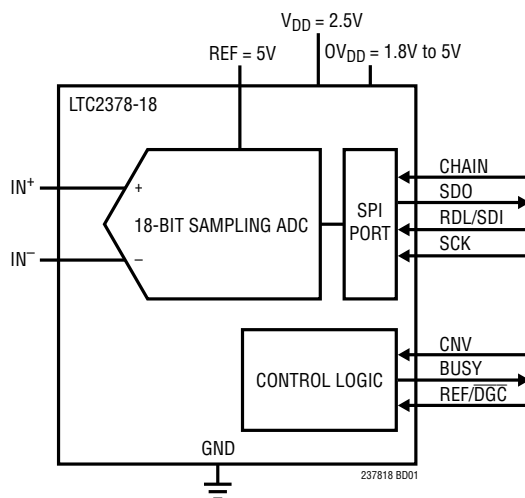 V_DD = 2.5V
REF = 5V
OV_DD = 1.8V to 5V
LTC2378-18
IN⁺
+
18-BIT SAMPLING ADC
IN⁻
–
SPI
PORT
CHAIN
SDO
RDL/SDI
SCK
CONTROL LOGIC
CNV
BUSY
REF/D̅G̅C̅
GND
237818 BD01